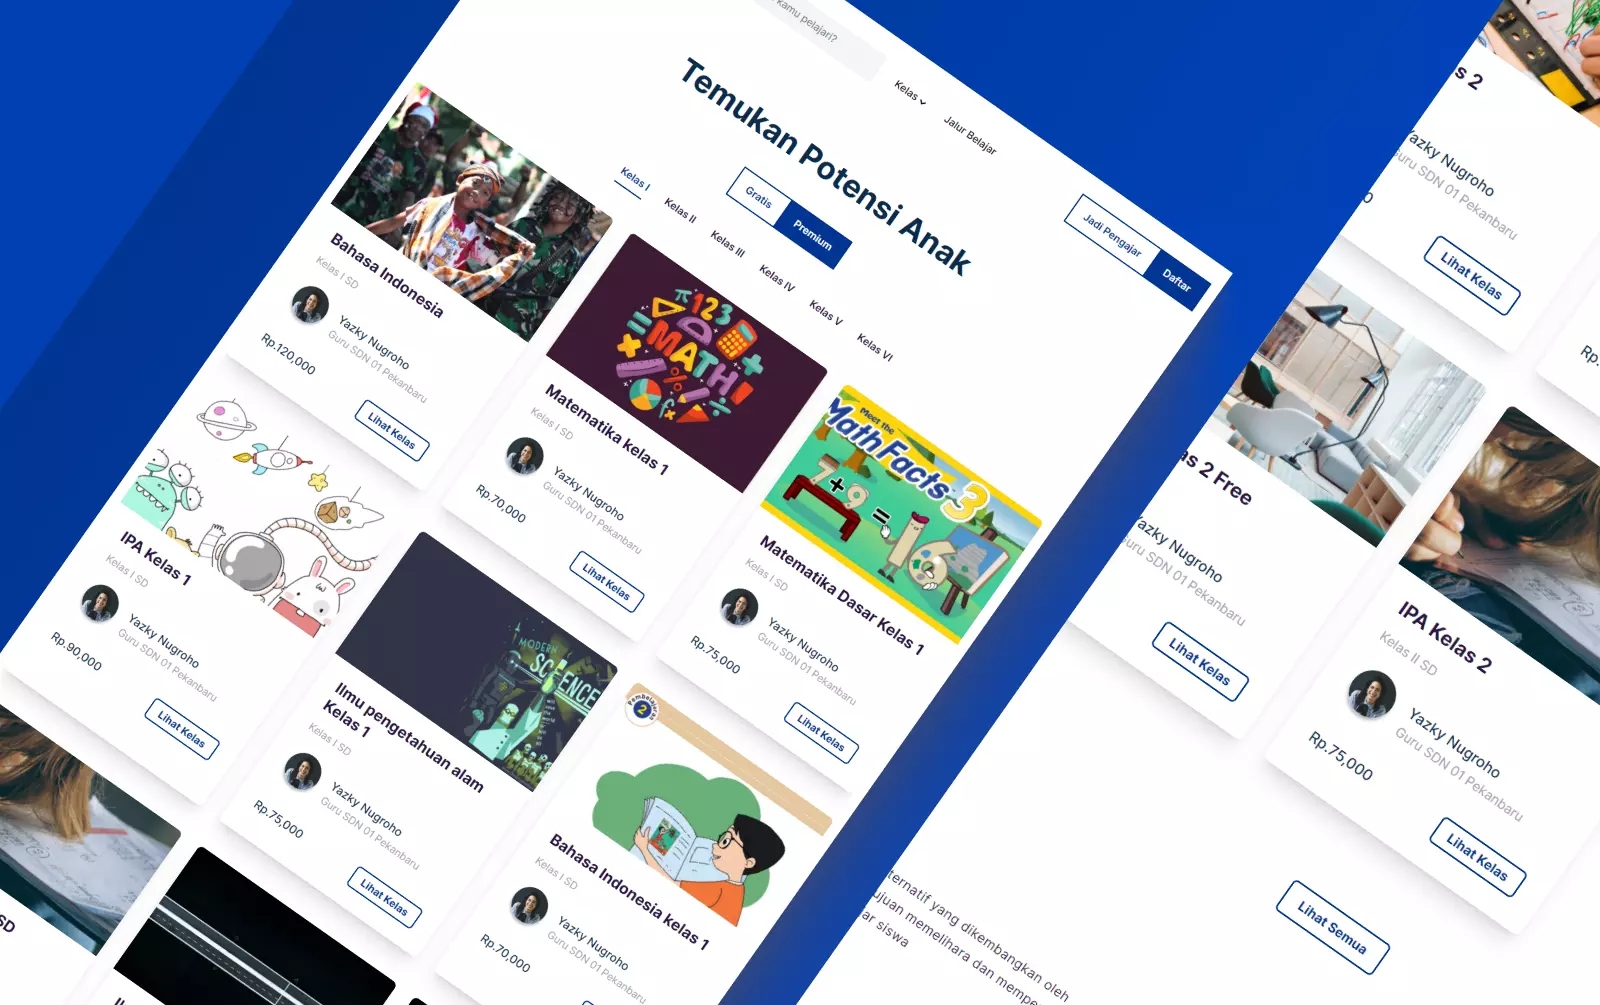 kamu pelajari?
Kelas
Jalur Belajar
Jadi Pengajar
Daftar
Temukan Potensi Anak
Gratis
Premium
Kelas I
Kelas II
Kelas III
Kelas IV
Kelas V
Kelas VI
Bahasa Indonesia
Kelas I SD
Yazky Nugroho
Guru SDN 01 Pekanbaru
Rp.120,000
Lihat Kelas
123
MATH!
Matematika kelas 1
Kelas I SD
Yazky Nugroho
Guru SDN 01 Pekanbaru
Rp.70,000
Lihat Kelas
Meet the
Math Facts 3
7+9=16
Matematika Dasar Kelas 1
Kelas I SD
Yazky Nugroho
Guru SDN 01 Pekanbaru
Rp.75,000
Lihat Kelas
IPA Kelas 1
Kelas I SD
Yazky Nugroho
Guru SDN 01 Pekanbaru
Rp.90,000
Lihat Kelas
MODERN
SCIENCE
Ilmu pengetahuan alam
Kelas 1
Kelas I SD
Yazky Nugroho
Guru SDN 01 Pekanbaru
Rp.75,000
Lihat Kelas
Pembelajaran
2
Bahasa Indonesia kelas 1
Kelas I SD
Yazky Nugroho
Guru SDN 01 Pekanbaru
Rp.70,000
SD
s 2
Yazky Nugroho
Guru SDN 01 Pekanbaru
Lihat Kelas
Rp.
as 2 Free
Yazky Nugroho
Guru SDN 01 Pekanbaru
Lihat Kelas
IPA Kelas 2
Kelas II SD
Yazky Nugroho
Guru SDN 01 Pekanbaru
Rp.75,000
Lihat Kelas
Lihat Semua
ternatif yang dikembangkan oleh
ujuan memelihara dan mempe
ar siswa